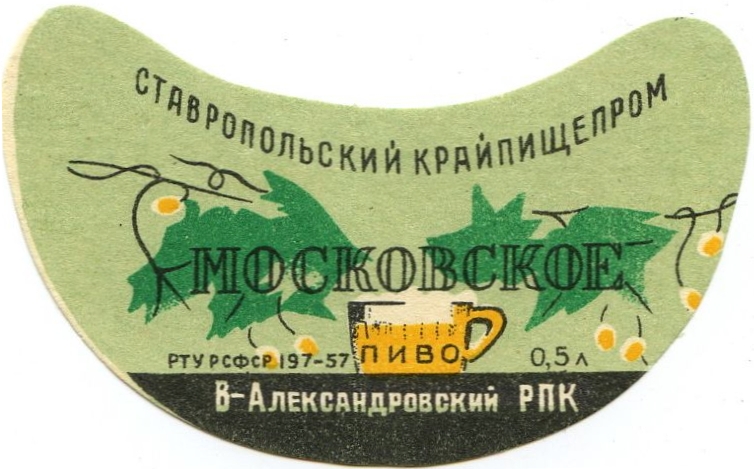 СТАВРОПОЛЬСКИЙ КРАЙПИЩЕПРОМ
МОСКОВСКОЕ
РТУ РСФСР 197-57 ПИВО 0,5 л
В-АЛЕКСАНДРОВСКИЙ РПК